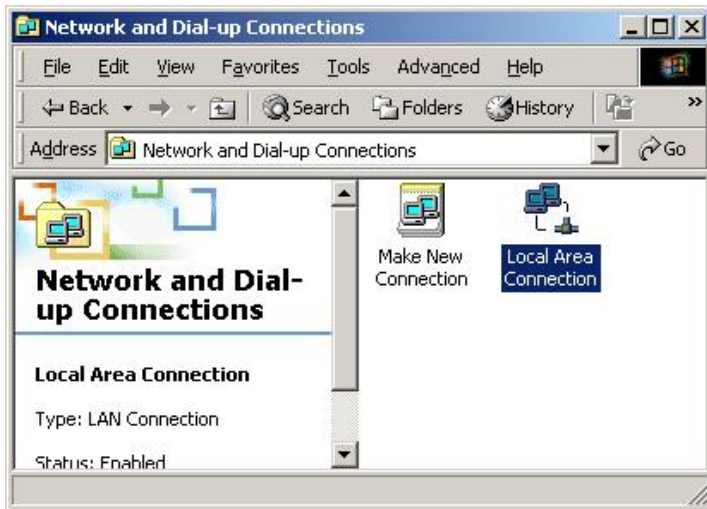 Network and Dial-up Connections
File Edit View Favorites Tools Advanced Help
Back Search Folders History »
Address Network and Dial-up Connections Go
Network and Dial-
up Connections
Local Area Connection
Type: LAN Connection
Status: Enabled
Make New
Connection
Local Area
Connection